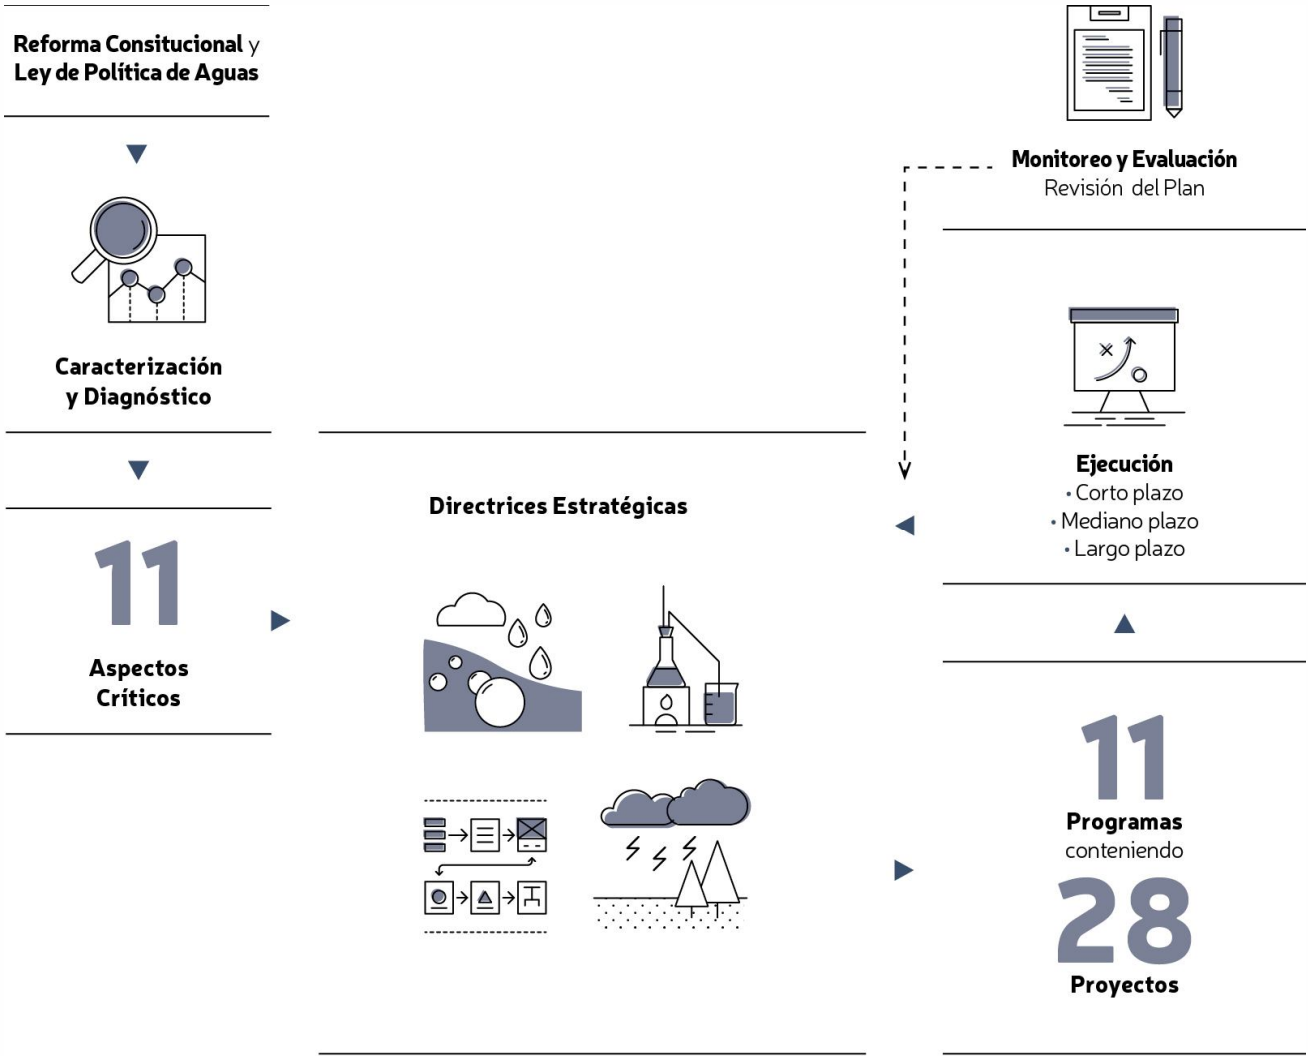 Reforma Consitucional y
Ley de Política de Aguas
Caracterización
y Diagnóstico
11
Aspectos
Críticos
Directrices Estratégicas
11
Programas
conteniendo
28
Proyectos
Ejecución
• Corto plazo
• Mediano plazo
• Largo plazo
Monitoreo y Evaluación
Revisión del Plan